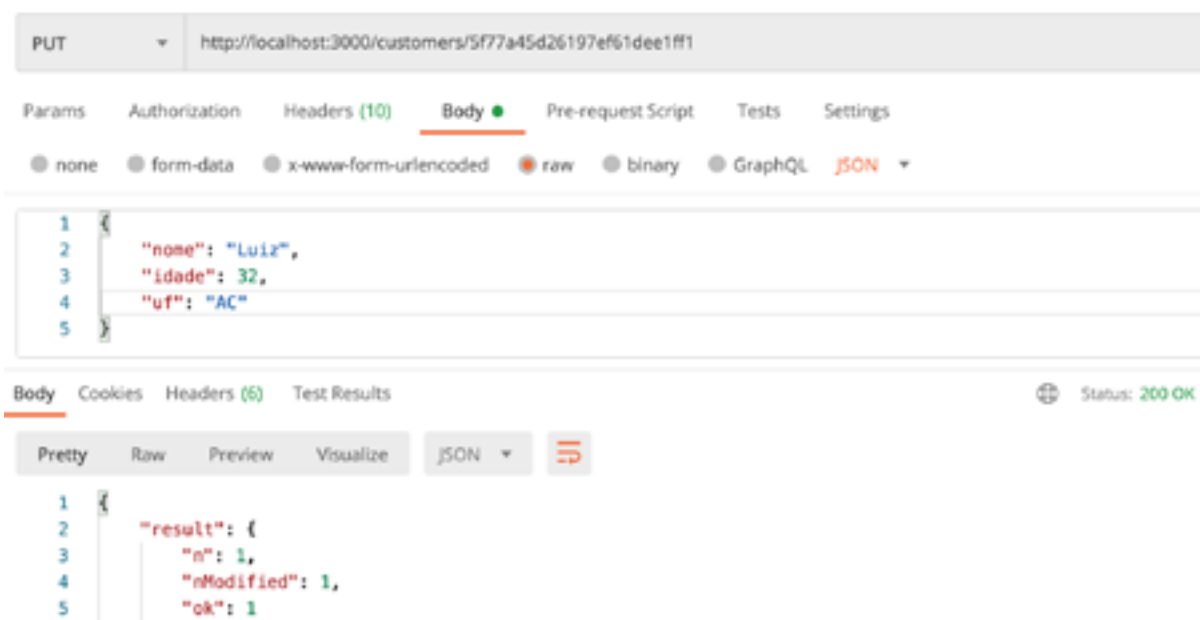 PUT http://localhost:3000/customers/5f77a45d26197ef61dee1ff1
Params Authorization Headers (10) Body Pre-request Script Tests Settings
none form-data x-www-form-urlencoded raw binary GraphQL JSON
1 {
2 "nome": "Luiz",
3 "idade": 32,
4 "uf": "AC"
5 }
Body Cookies Headers (6) Test Results Status: 200 OK
Pretty Raw Preview Visualize JSON
1 {
2 "result": {
3 "n": 1,
4 "nModified": 1,
5 "ok": 1